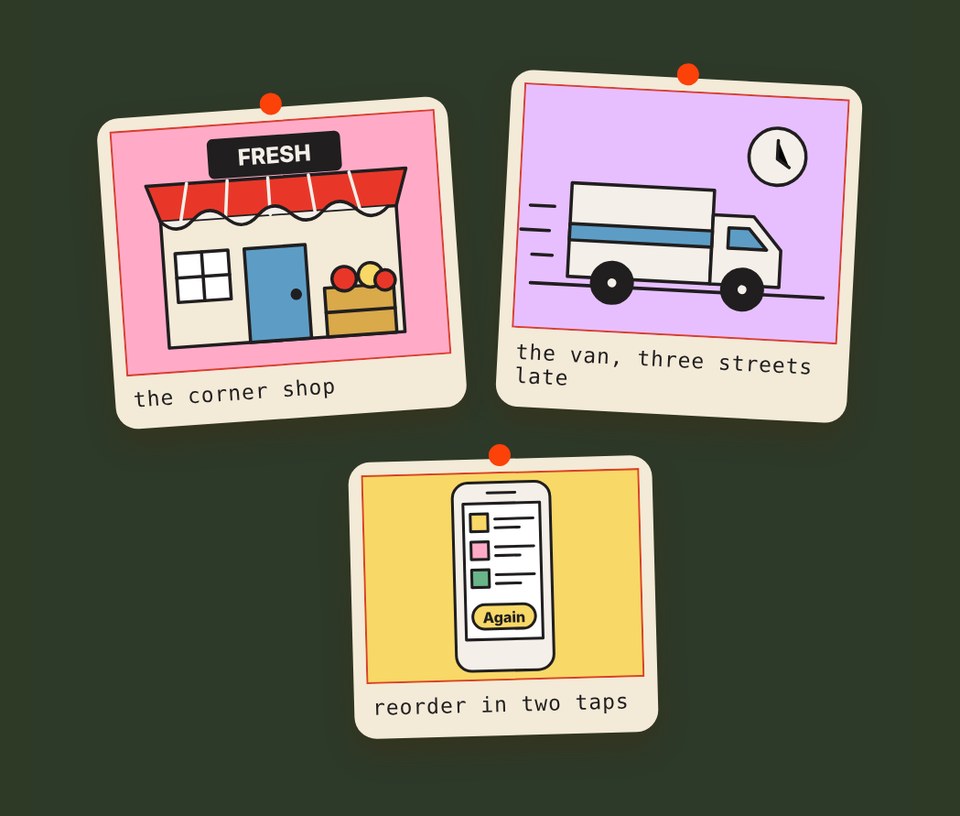 FRESH
the corner shop
the van, three streets
late
Again
reorder in two taps